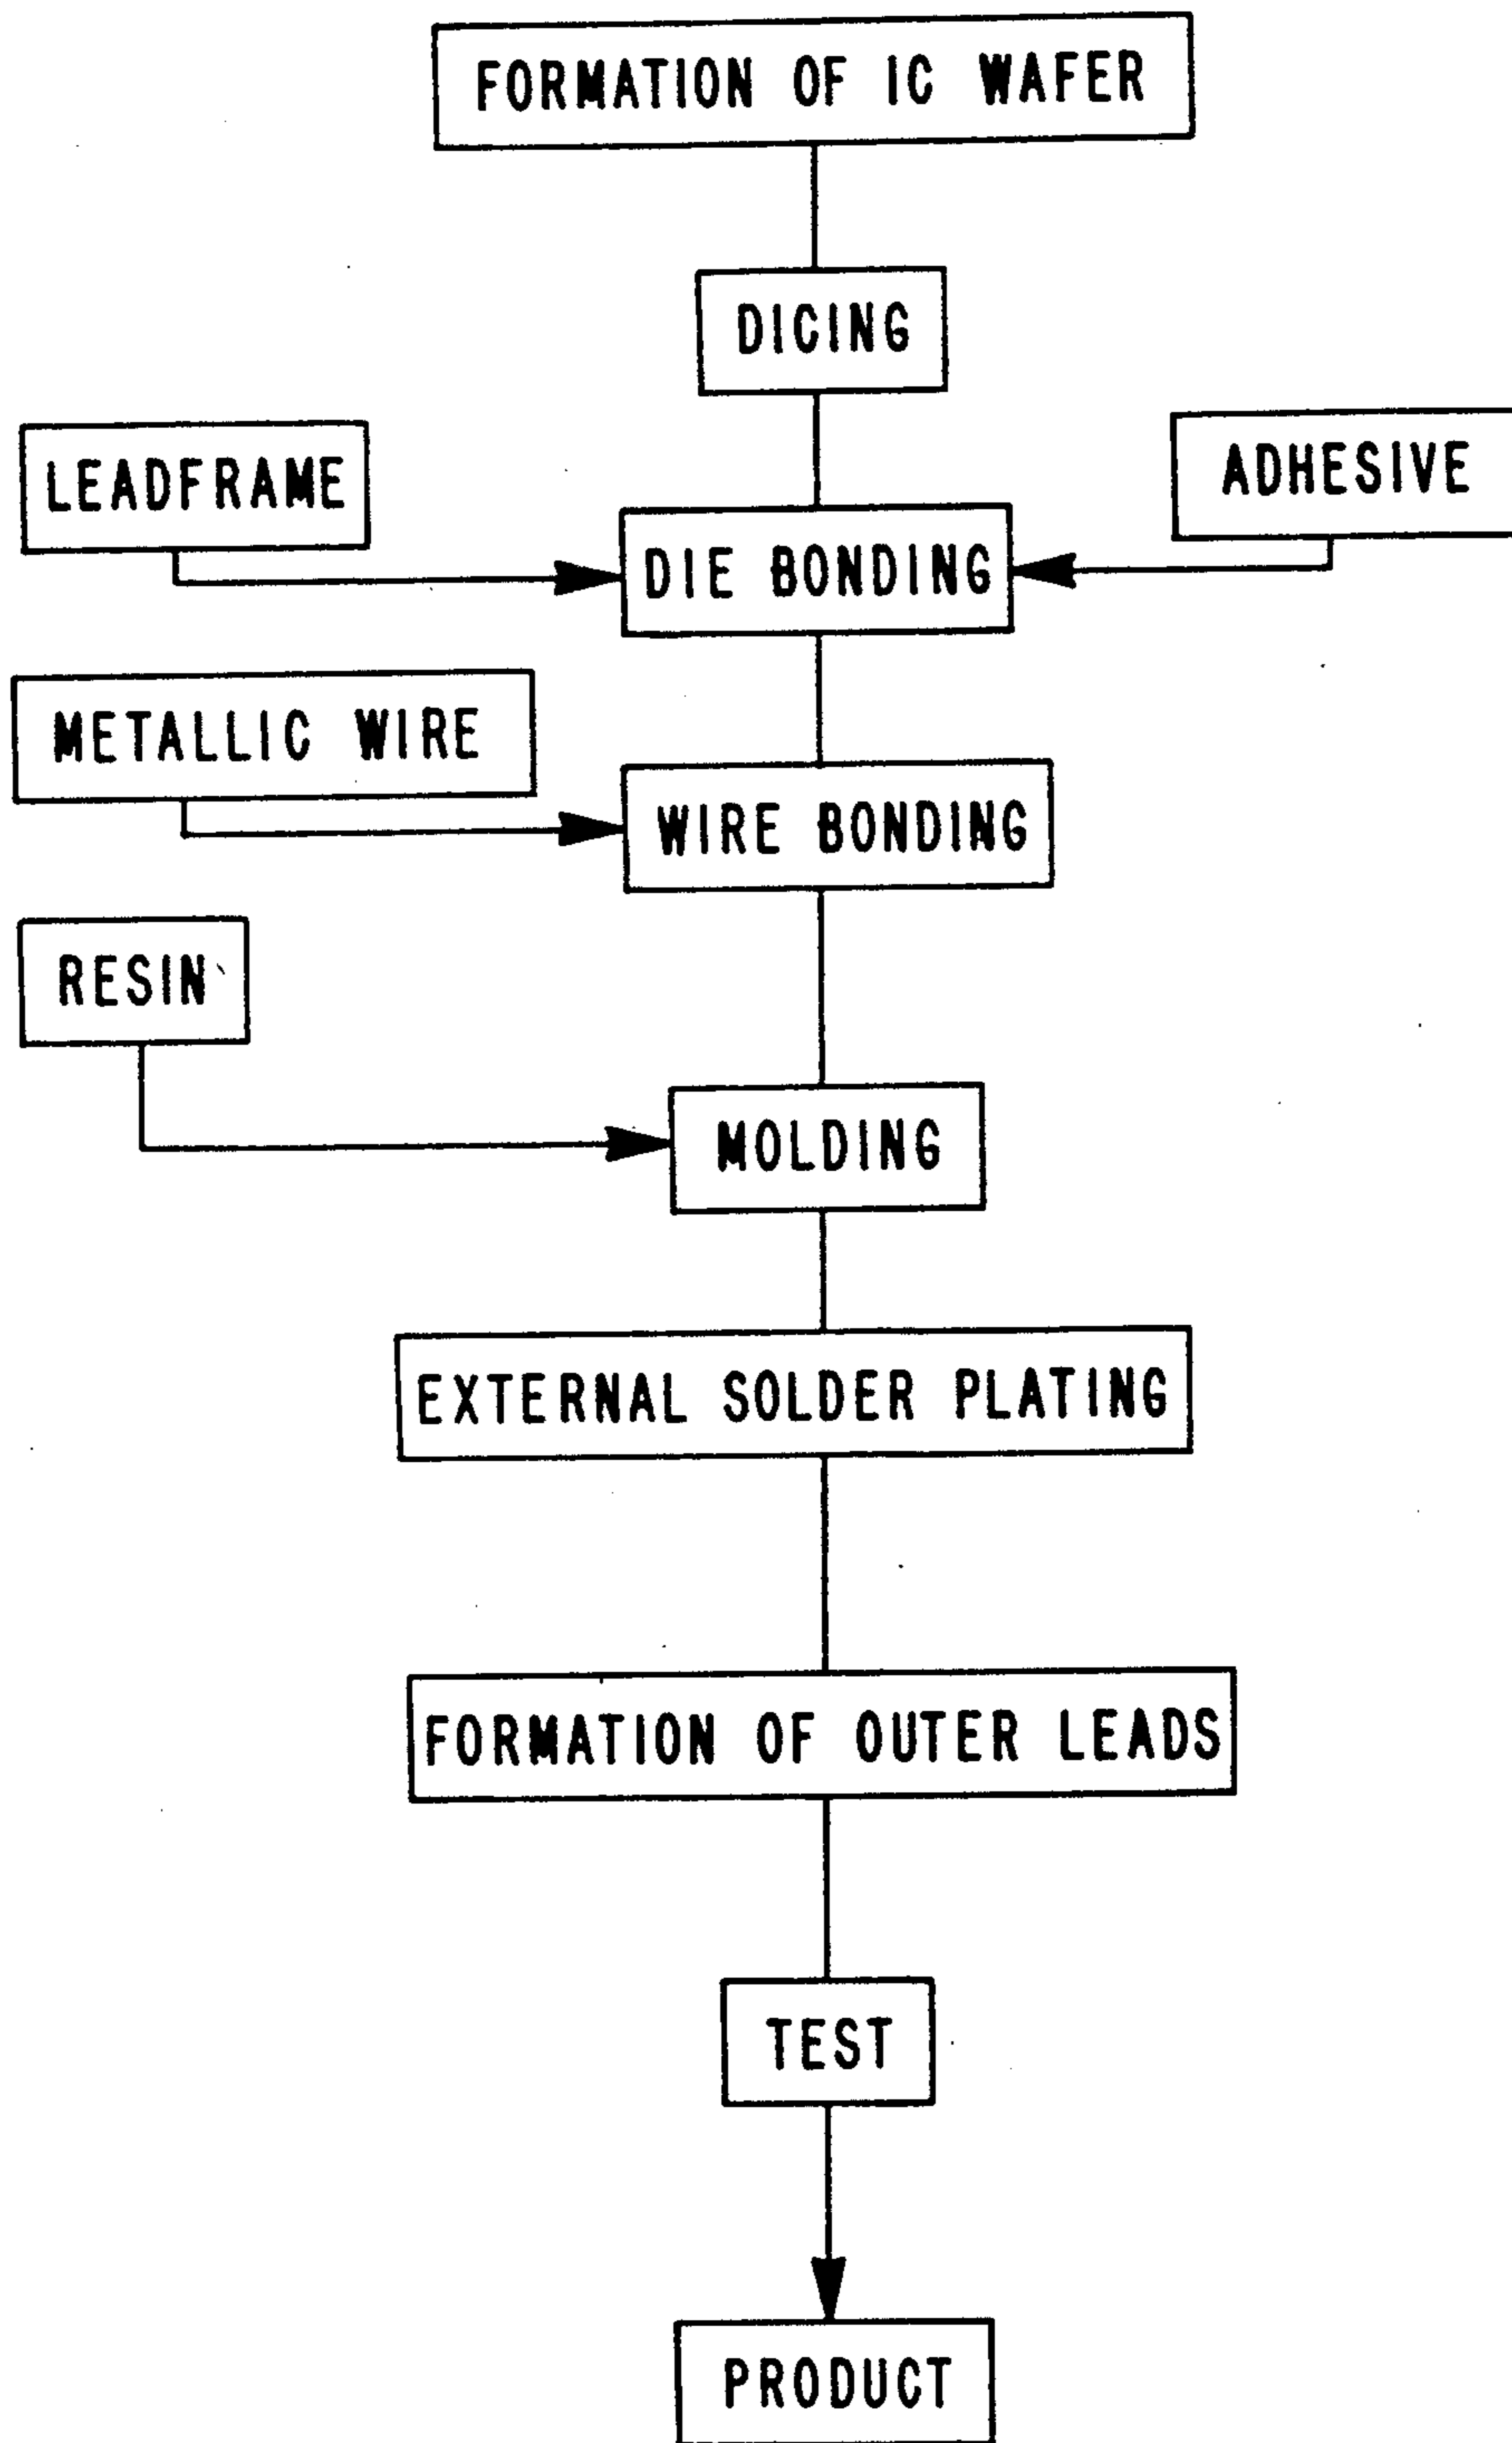 FORMATION OF IC WAFER
DICING
LEADFRAME
ADHESIVE
DIE BONDING
METALLIC WIRE
WIRE BONDING
RESIN
MOLDING
EXTERNAL SOLDER PLATING
FORMATION OF OUTER LEADS
TEST
PRODUCT